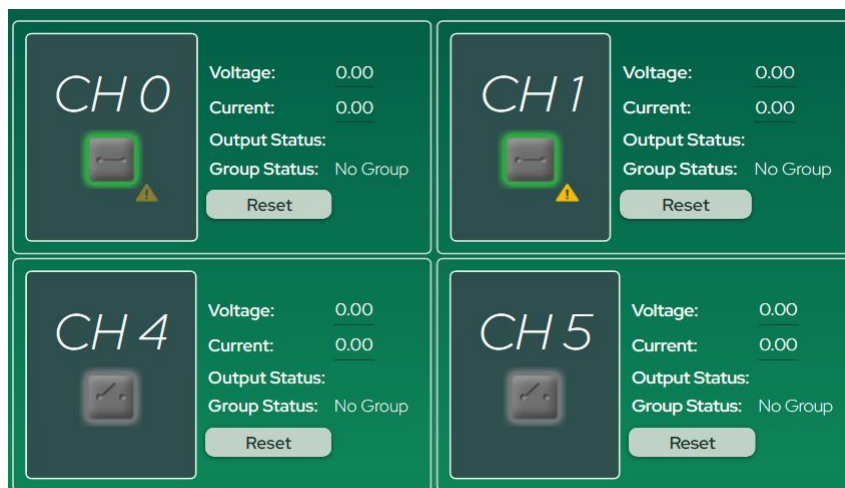 CH 0
Voltage: 0.00
Current: 0.00
Output Status:
Group Status: No Group
Reset
CH 1
Voltage: 0.00
Current: 0.00
Output Status:
Group Status: No Group
Reset
CH 4
Voltage: 0.00
Current: 0.00
Output Status:
Group Status: No Group
Reset
CH 5
Voltage: 0.00
Current: 0.00
Output Status:
Group Status: No Group
Reset